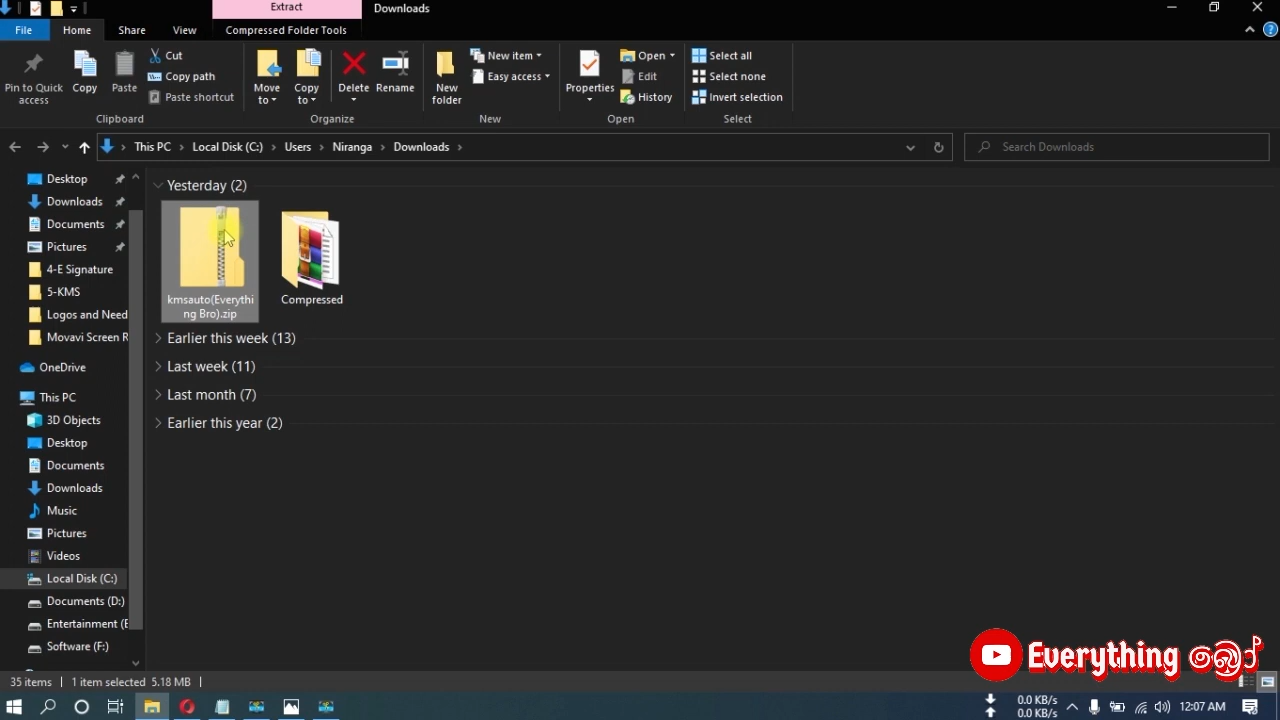 Extract
Downloads
File
Home
Share
View
Compressed Folder Tools
Pin to Quick
access
Copy
Paste
Cut
Copy path
Paste shortcut
Clipboard
Move
to
Copy
to
Delete
Rename
Organize
New
folder
New item
Easy access
New
Properties
Open
Edit
History
Open
Select all
Select none
Invert selection
Select
This PC
Local Disk (C:)
Users
Niranga
Downloads
Search Downloads
Desktop
Downloads
Documents
Pictures
4-E Signature
5-KMS
Logos and Need
Movavi Screen R
OneDrive
This PC
3D Objects
Desktop
Documents
Downloads
Music
Pictures
Videos
Local Disk (C:)
Documents (D:)
Entertainment (E
Software (F:)
Yesterday (2)
kmsauto(Everythi
ng Bro).zip
Compressed
Earlier this week (13)
Last week (11)
Last month (7)
Earlier this year (2)
Everything බ්‍රෝ
35 items
1 item selected 5.18 MB
0.0 KB/s
0.0 KB/s
12:07 AM